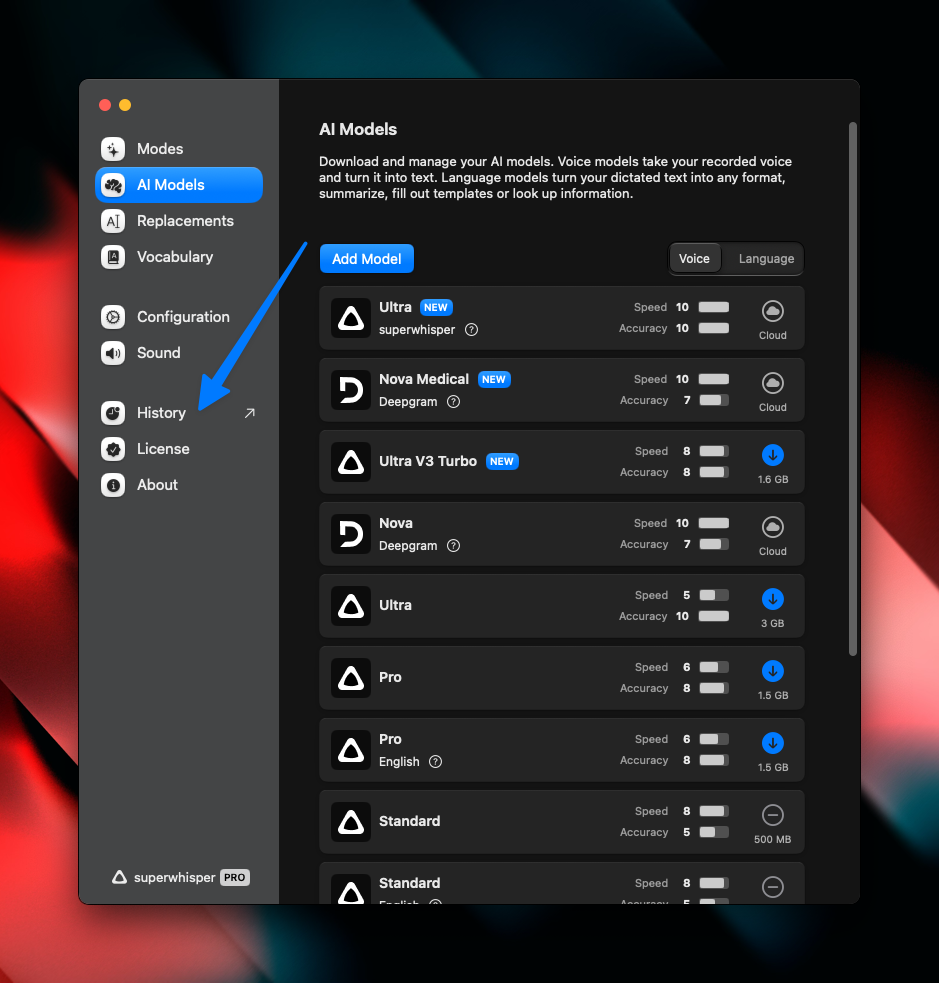 Modes
AI Models
Replacements
Vocabulary
Configuration
Sound
History
License
About
superwhisper PRO
AI Models
Download and manage your AI models. Voice models take your recorded voice
and turn it into text. Language models turn your dictated text into any format,
summarize, fill out templates or look up information.
Add Model
Voice
Language
Ultra NEW
superwhisper ?
Speed 10
Accuracy 10
Cloud
Nova Medical NEW
Deepgram ?
Speed 10
Accuracy 7
Cloud
Ultra V3 Turbo NEW
Speed 8
Accuracy 8
1.6 GB
Nova
Deepgram ?
Speed 10
Accuracy 7
Cloud
Ultra
Speed 5
Accuracy 10
3 GB
Pro
Speed 6
Accuracy 8
1.5 GB
Pro
English ?
Speed 6
Accuracy 8
1.5 GB
Standard
Speed 8
Accuracy 5
500 MB
Standard
English ?
Speed 8
Accuracy 5